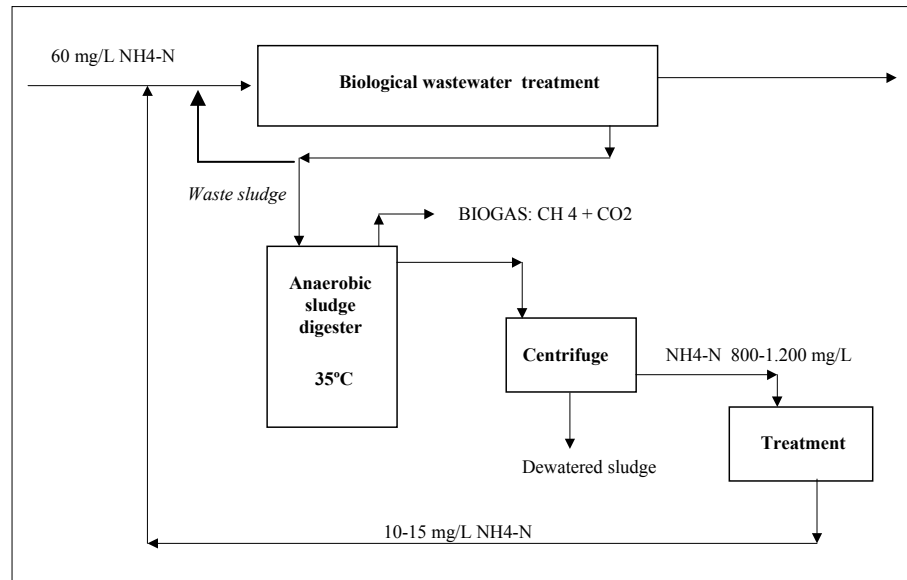 60 mg/L NH4-N
Biological wastewater  treatment
Waste sludge
BIOGAS: CH 4 + CO2
Anaerobic
sludge
digester
35ºC
Centrifuge
NH4-N  800-1.200 mg/L
Treatment
Dewatered sludge
10-15 mg/L NH4-N